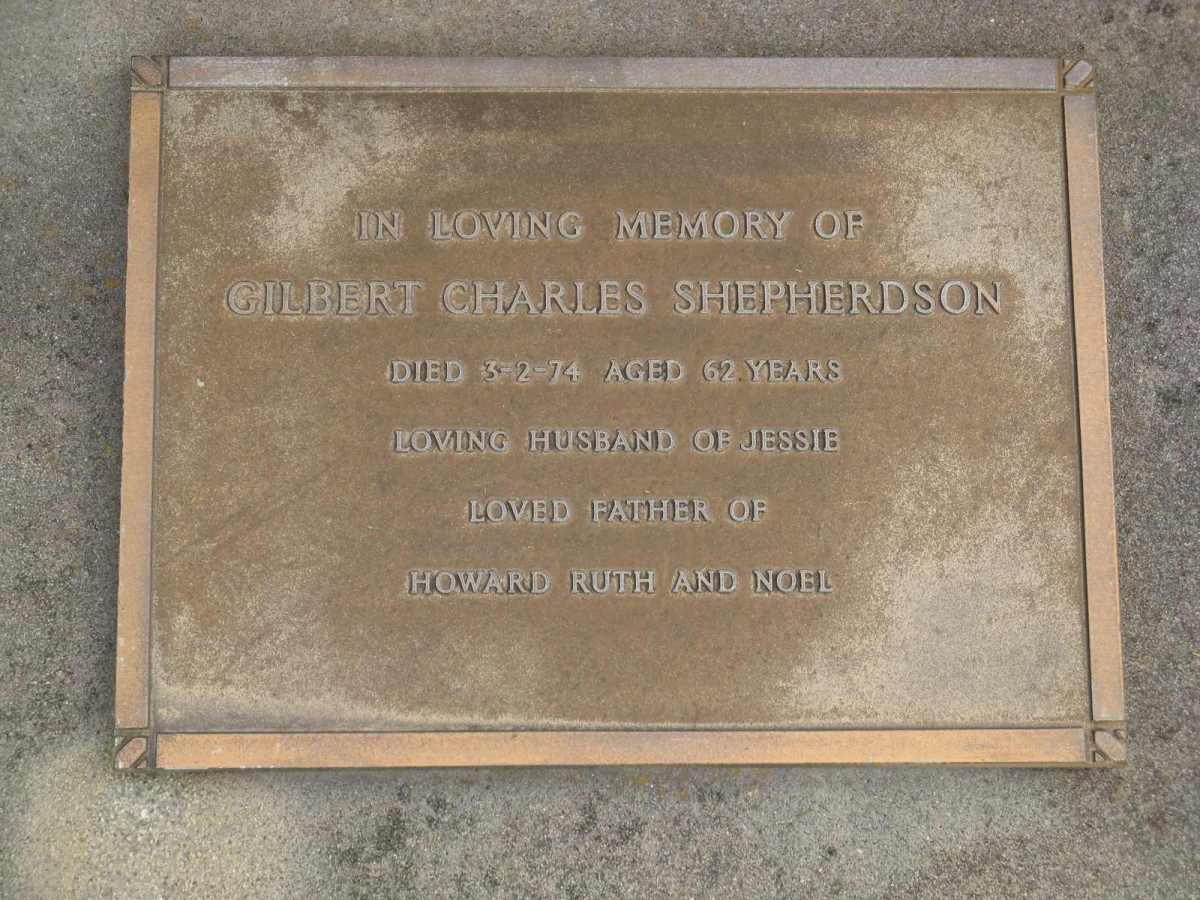 IN LOVING MEMORY OF
GILBERT CHARLES SHEPHERDSON
DIED 3-2-74 AGED 62 YEARS
LOVING HUSBAND OF JESSIE
LOVED FATHER OF
HOWARD RUTH AND NOEL